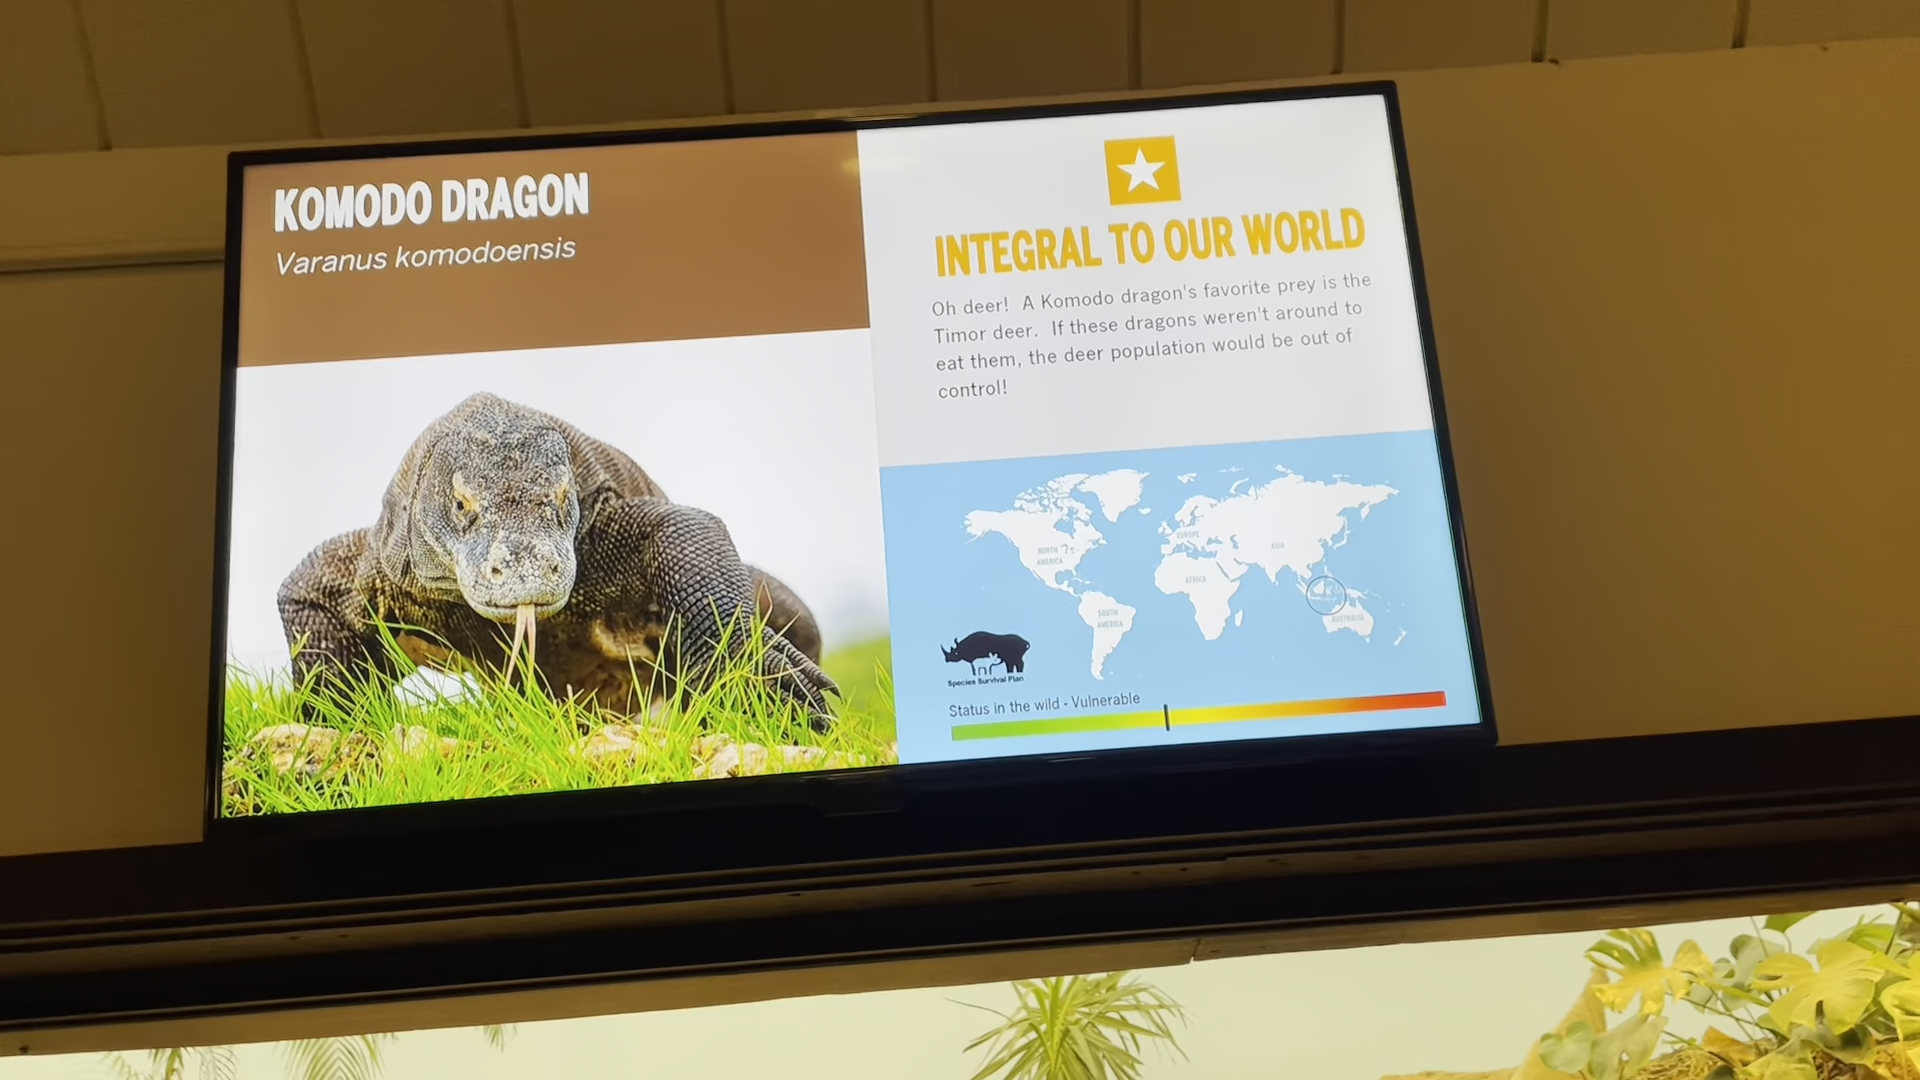 KOMODO DRAGON
Varanus komodoensis
INTEGRAL TO OUR WORLD
Oh deer! A Komodo dragon's favorite prey is the
Timor deer. If these dragons weren't around to
eat them, the deer population would be out of
control!
NORTH
AMERICA
EUROPE
ASIA
AFRICA
SOUTH
AMERICA
AUSTRALIA
Species Survival Plan
Status in the wild - Vulnerable